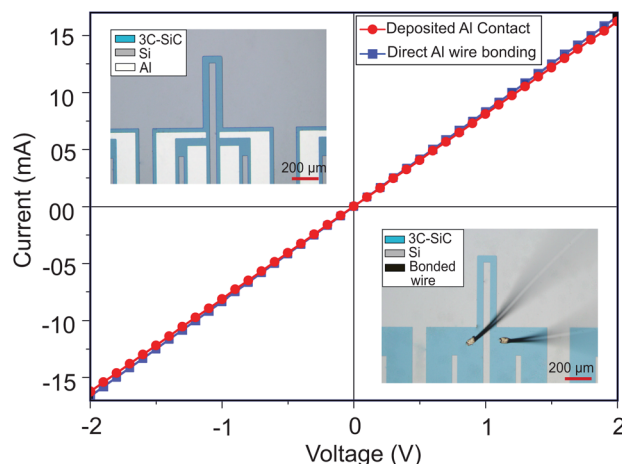 15
10
05
00
-05
-10
-15
Current (mA)
3C-SiC
Si
Al
200 µm
Deposited Al Contact
Direct Al wire bonding
3C-SiC
Si
Bonded
wire
200 µm
-2
-1
0
1
2
Voltage (V)